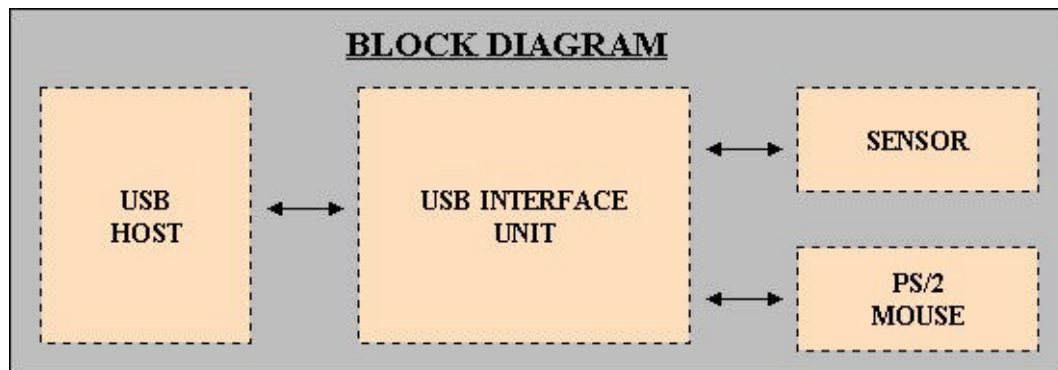 BLOCK DIAGRAM
USB
HOST
USB INTERFACE
UNIT
SENSOR
PS/2
MOUSE